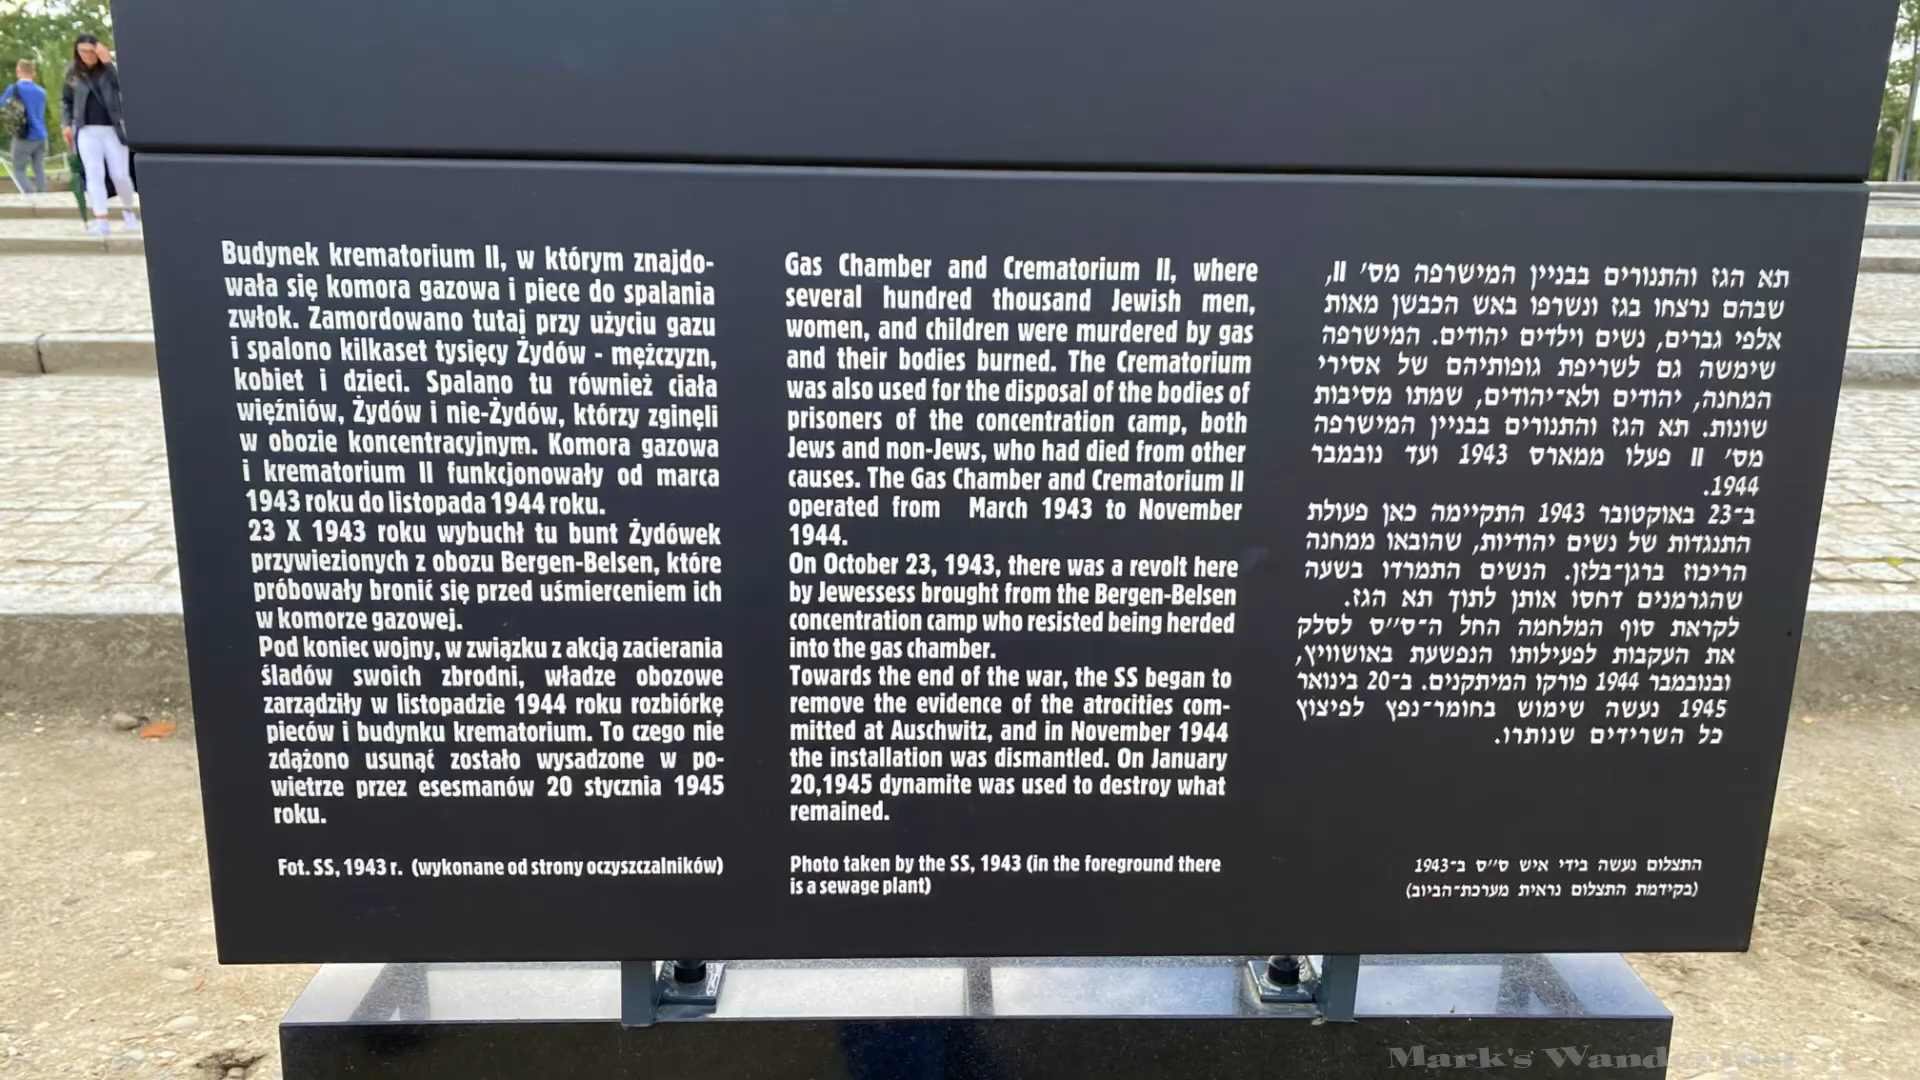 Budynek krematorium II, w którym znajdo-
wała się komora gazowa i piece do spalania
zwłok. Zamordowano tutaj przy użyciu gazu
i spalono kilkaset tysięcy Żydów - mężczyzn,
kobiet i dzieci. Spalano tu również ciała
więźniów, Żydów i nie-Żydów, którzy zginęli
w obozie koncentracyjnym. Komora gazowa
i krematorium II funkcjonowały od marca
1943 roku do listopada 1944 roku.
23 X 1943 roku wybuchł tu bunt Żydówek
przywiezionych z obozu Bergen-Belsen, które
próbowały bronić się przed uśmierceniem ich
w komorze gazowej.
Pod koniec wojny, w związku z akcją zacierania
śladów swoich zbrodni, władze obozowe
zarządziły w listopadzie 1944 roku rozbiórkę
pieców i budynku krematorium. To czego nie
zdążono usunąć zostało wysadzone w po-
wietrze przez esesmanów 20 stycznia 1945
roku.
Fot. SS, 1943 r. (wykonane od strony oczyszczalników)
Gas Chamber and Crematorium II, where
several hundred thousand Jewish men,
women, and children were murdered by gas
and their bodies burned. The Crematorium
was also used for the disposal of the bodies of
prisoners of the concentration camp, both
Jews and non-Jews, who had died from other
causes. The Gas Chamber and Crematorium II
operated from March 1943 to November
1944.
On October 23, 1943, there was a revolt here
by Jewessess brought from the Bergen-Belsen
concentration camp who resisted being herded
into the gas chamber.
Towards the end of the war, the SS began to
remove the evidence of the atrocities com-
mitted at Auschwitz, and in November 1944
the installation was dismantled. On January
20,1945 dynamite was used to destroy what
remained.
Photo taken by the SS, 1943 (in the foreground there
is a sewage plant)
תא הגז והתנורים בבניין המישרפה מס׳ II,
שבהם נרצחו בגז ונשרפו באש הכבשן מאות
אלפי גברים, נשים וילדים יהודים. המישרפה
שימשה גם לשריפת גופותיהם של אסירי
המחנה, יהודים ולא־יהודים, שמתו מסיבות
שונות. תא הגז והתנורים בבניין המישרפה
מס׳ II פעלו ממארס 1943 ועד נובמבר
1944.
ב־23 באוקטובר 1943 התקיימה כאן פעולת
התנגדות של נשים יהודיות, שהובאו ממחנה
הריכוז ברגן־בלזן. הנשים התמרדו בשעה
שהגרמנים דחסו אותן לתוך תא הגז.
לקראת סוף המלחמה החל ה־ס״ס לסלק
את העקבות לפעילותו הנפשעת באושוויץ,
ובנובמבר 1944 פורקו המיתקנים. ב־20 בינואר
1945 נעשה שימוש בחומר־נפץ לפיצוץ
כל השרידים שנותרו.
התצלום נעשה בידי איש ס״ס ב־1943
(בקידמת התצלום נראית מערכת־הביוב)
Mark's